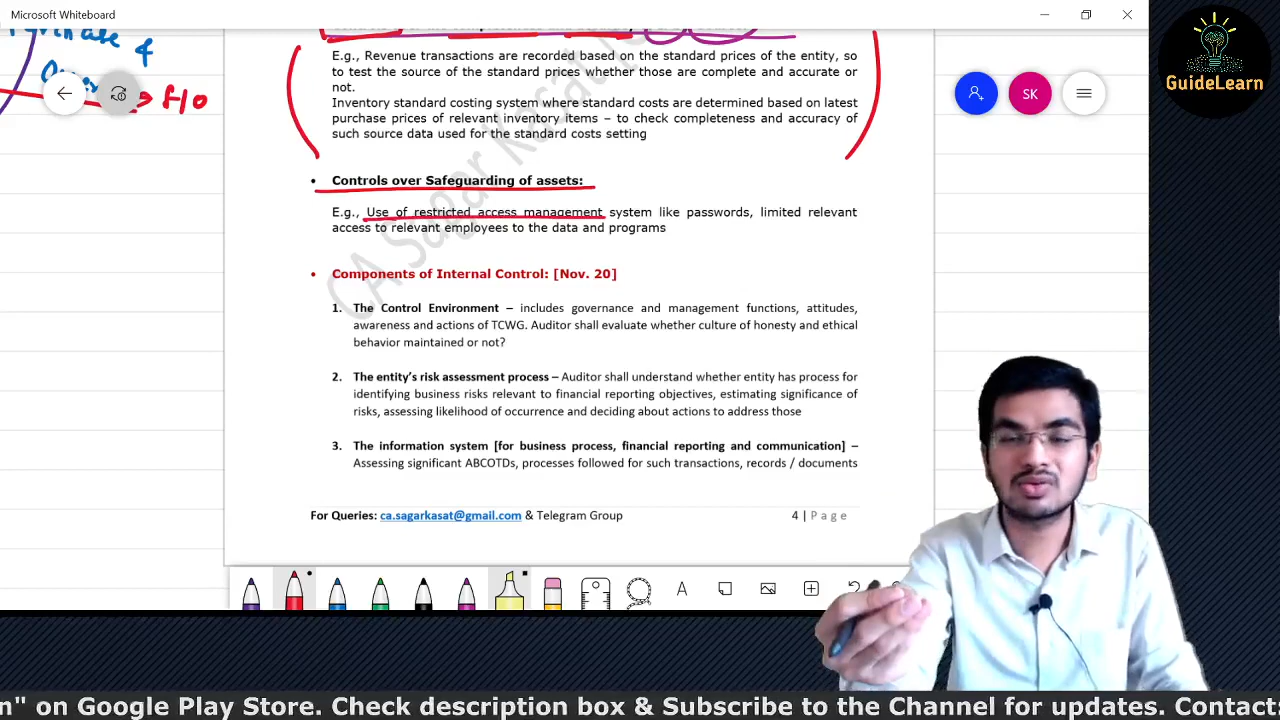 Microsoft Whiteboard
E.g., Revenue transactions are recorded based on the standard prices of the entity, so
to test the source of the standard prices whether those are complete and accurate or
not.
Inventory standard costing system where standard costs are determined based on latest
purchase prices of relevant inventory items – to check completeness and accuracy of
such source data used for the standard costs setting
• Controls over Safeguarding of assets:
E.g., Use of restricted access management system like passwords, limited relevant
access to relevant employees to the data and programs
• Components of Internal Control: [Nov. 20]
1. The Control Environment – includes governance and management functions, attitudes,
awareness and actions of TCWG. Auditor shall evaluate whether culture of honesty and ethical
behavior maintained or not?
2. The entity's risk assessment process – Auditor shall understand whether entity has process for
identifying business risks relevant to financial reporting objectives, estimating significance of
risks, assessing likelihood of occurrence and deciding about actions to address those
3. The information system [for business process, financial reporting and communication] –
Assessing significant ABCOTDs, processes followed for such transactions, records / documents
For Queries: ca.sagarkasat@gmail.com & Telegram Group
4 | Page
CA Sagar Kasat
SK
GuideLearn
n" on Google Play Store. Check description box & Subscribe to the Channel for updates. Contact: